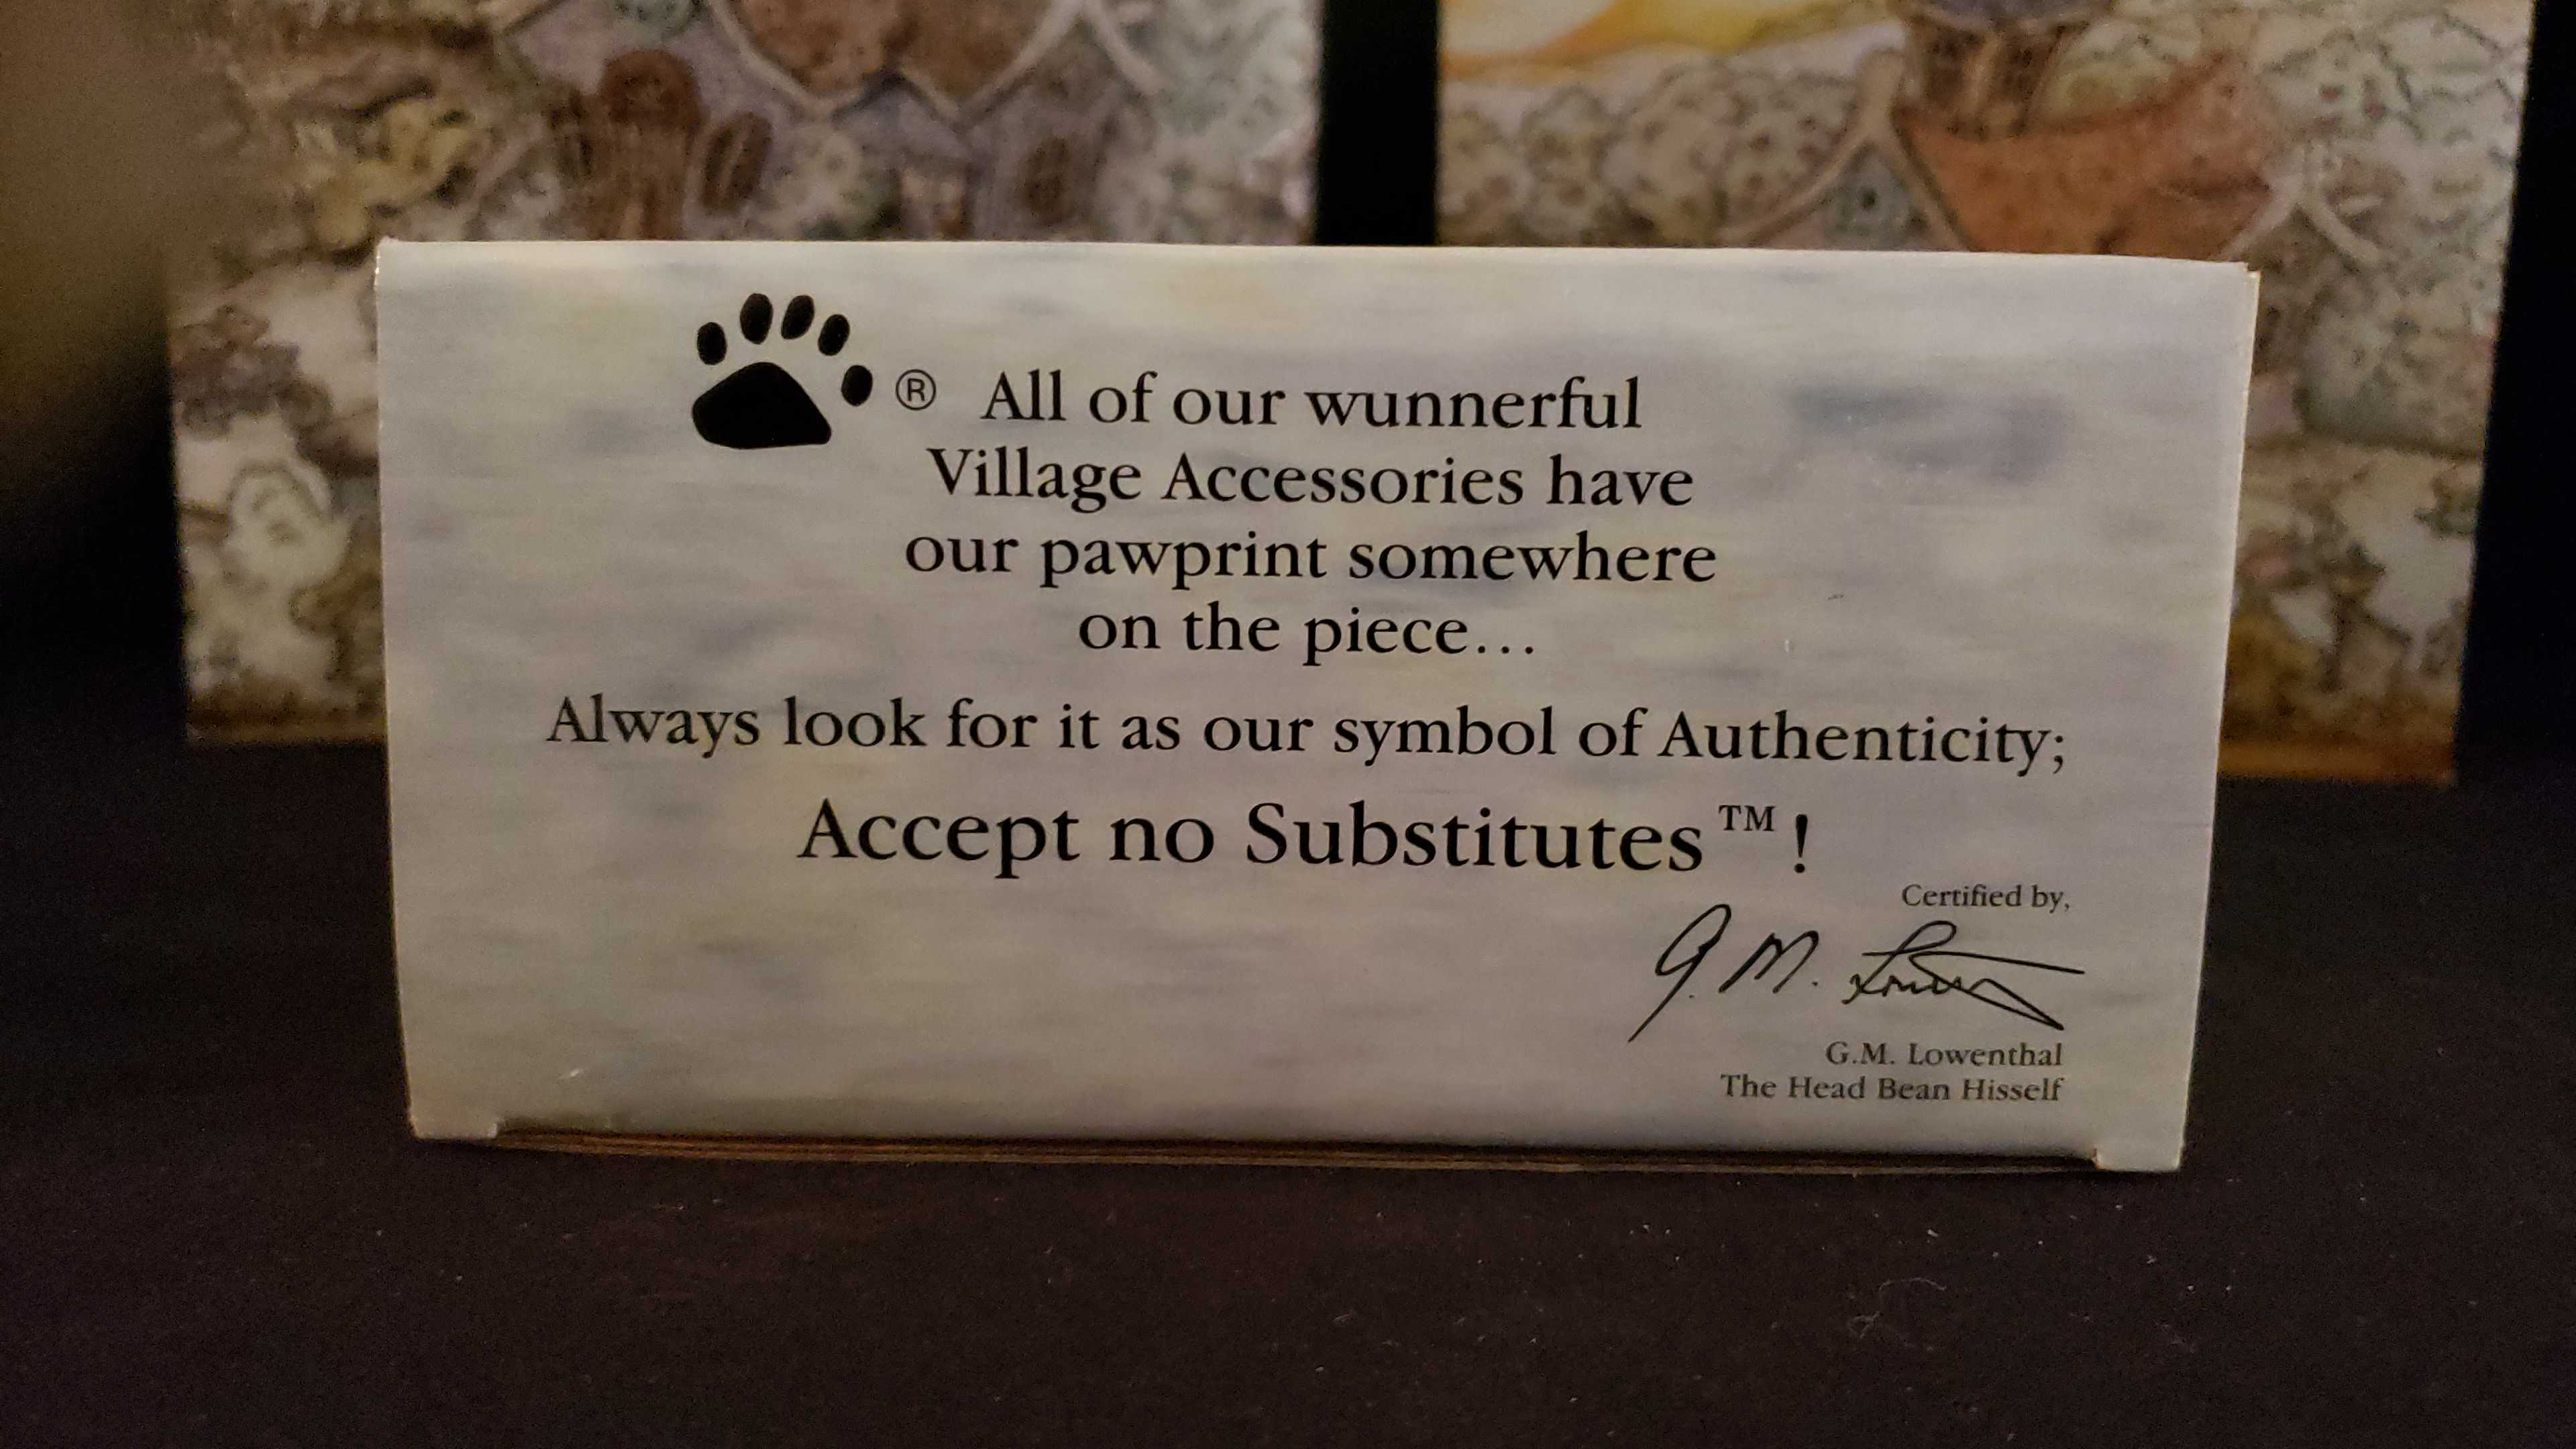 ® All of our wunnerful
Village Accessories have
our pawprint somewhere
on the piece...
Always look for it as our symbol of Authenticity;
Accept no Substitutes™!
Certified by,
G.M. Lowenthal
The Head Bean Hisself